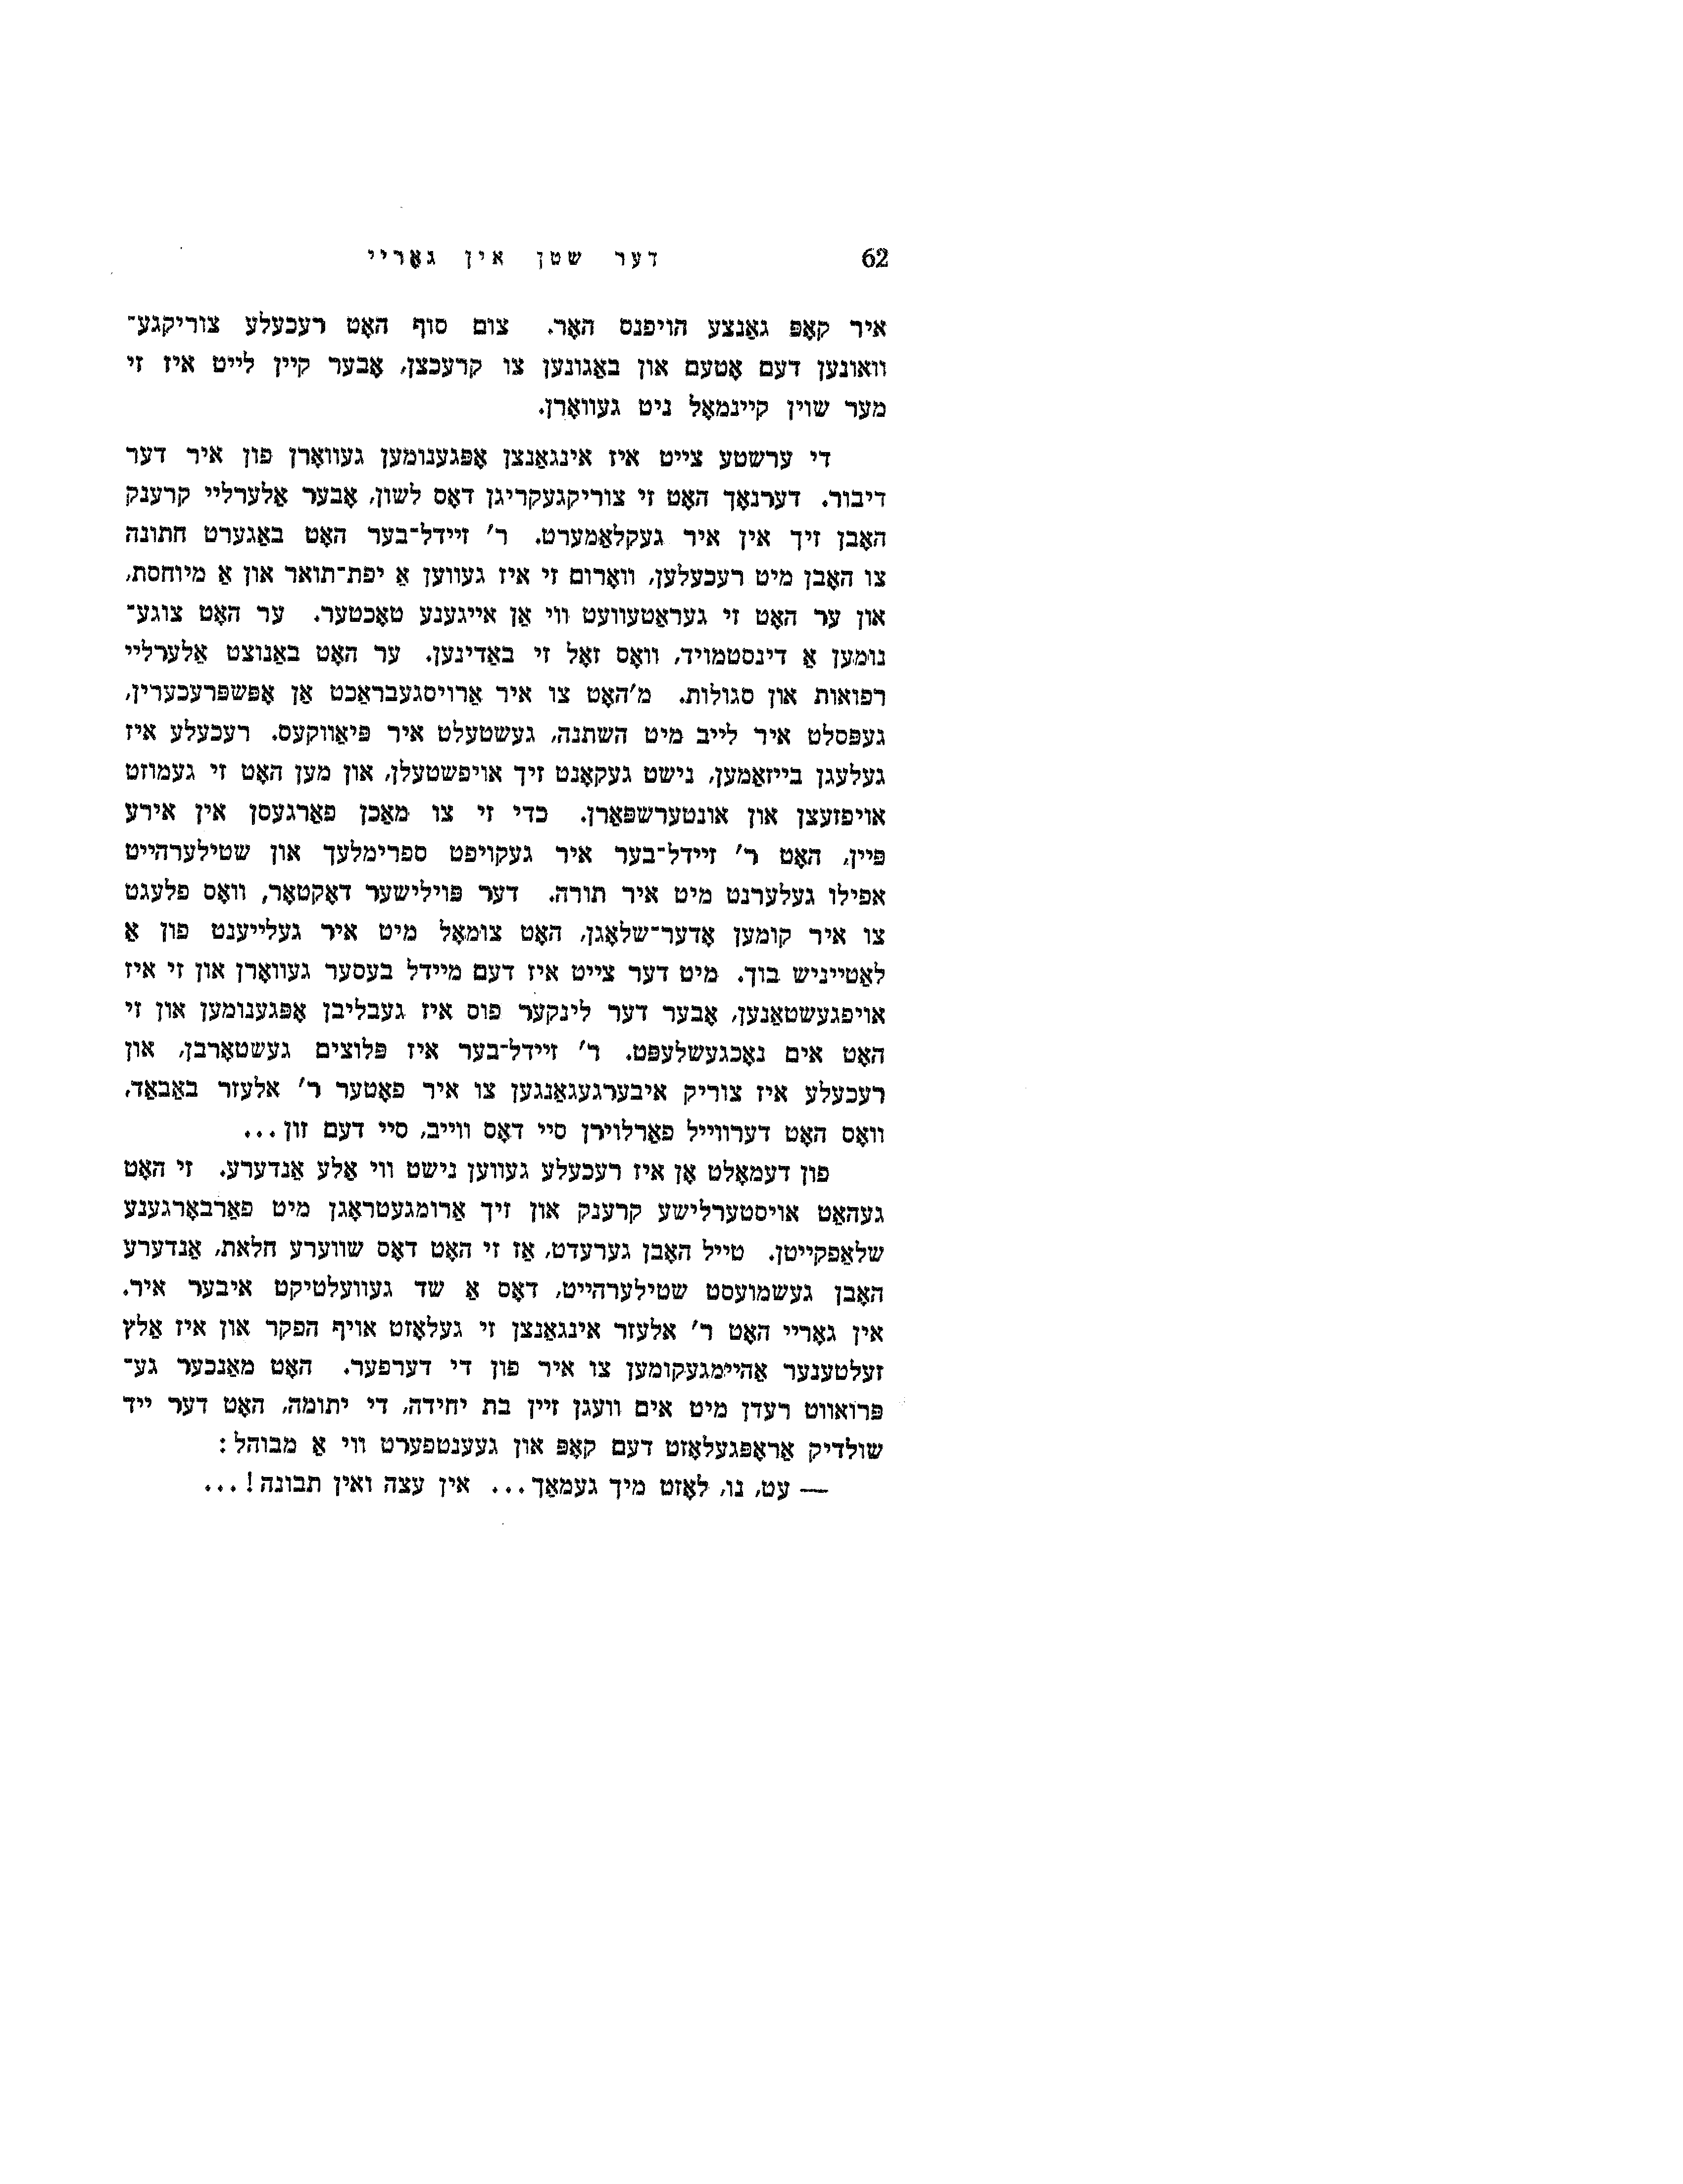 62 דער שטן אין גאָריי
איר קאָפּ גאַנצע הויפנס האָר. צום סוף האָט רעכעלע צוריקגע־
וואונען דעם אָטעם און באַגונען צו קרעכצן, אָבער קיין לייט איז זי
מער שוין קיינמאָל ניט געוואָרן.
די ערשטע צייט איז אינגאַנצן אָפּגענומען געוואָרן פון איר דער
דיבור. דערנאָך האָט זי צוריקגעקריגן דאָס לשון, אָבער אַלערליי קרענק
האָבן זיך אין איר געקלאַמערט. ר' זיידל־בער האָט באַגערט חתונה
צו האָבן מיט רעכעלען, וואָרום זי איז געווען אַ יפת־תואר און אַ מיוחסת,
און ער האָט זי געראַטעוועט ווי אַן אייגענע טאָכטער. ער האָט צוגע־
נומען אַ דינסטמויד, וואָס זאָל זי באַדינען. ער האָט באַנוצט אַלערליי
רפואות און סגולות. מ'האָט צו איר אַרויסגעבראַכט אַן אָפּשפּרעכערין,
געפּסלט איר לייב מיט השתנה, געשטעלט איר פּיאַווקעס. רעכעלע איז
געלעגן בייזאַמען, נישט געקאָנט זיך אויפשטעלן, און מען האָט זי געמוזט
אויפזעצן און אונטערשפּאַרן. כדי זי צו מאַכן פאַרגעסן אין אירע
פּיין, האָט ר' זיידל־בער איר געקויפט ספרימלעך און שטילערהייט
אפילו געלערנט מיט איר תורה. דער פּוילישער דאָקטאָר, וואָס פלעגט
צו איר קומען אָדער־שלאָגן, האָט צומאָל מיט איר געלייענט פון אַ
לאַטייניש בוך. מיט דער צייט איז דעם מיידל בעסער געוואָרן און זי איז
אויפגעשטאַנען, אָבער דער לינקער פוס איז געבליבן אָפּגענומען און זי
האָט אים נאָכגעשלעפּט. ר' זיידל־בער איז פּלוצים געשטאָרבן, און
רעכעלע איז צוריק איבערגעגאַנגען צו איר פאָטער ר' אלעזר באַבאַד,
וואָס האָט דערווייל פאַרלוירן סיי דאָס ווייב, סיי דעם זון...
פון דעמאָלט אָן איז רעכעלע געווען נישט ווי אַלע אַנדערע. זי האָט
געהאַט אויסטערלישע קרענק און זיך אַרומגעטראָגן מיט פאַרבאָרגענע
שלאַפקייטן. טייל האָבן גערעדט, אַז זי האָט דאָס שווערע חלאת, אַנדערע
האָבן געשמועסט שטילערהייט, דאָס אַ שד געוועלטיקט איבער איר.
אין גאָריי האָט ר' אלעזר אינגאַנצן זי געלאָזט אויף הפקר און איז אַלץ
זעלטענער אַהיימגעקומען צו איר פון די דערפער. האָט מאַנכער גע־
פּרואווט רעדן מיט אים וועגן זיין בת יחידה, די יתומה, האָט דער ייד
שולדיק אַראָפּגעלאָזט דעם קאָפּ און געענטפערט ווי אַ מבוהל:
— עט, נו, לאָזט מיך געמאַך... אין עצה ואין תבונה!...